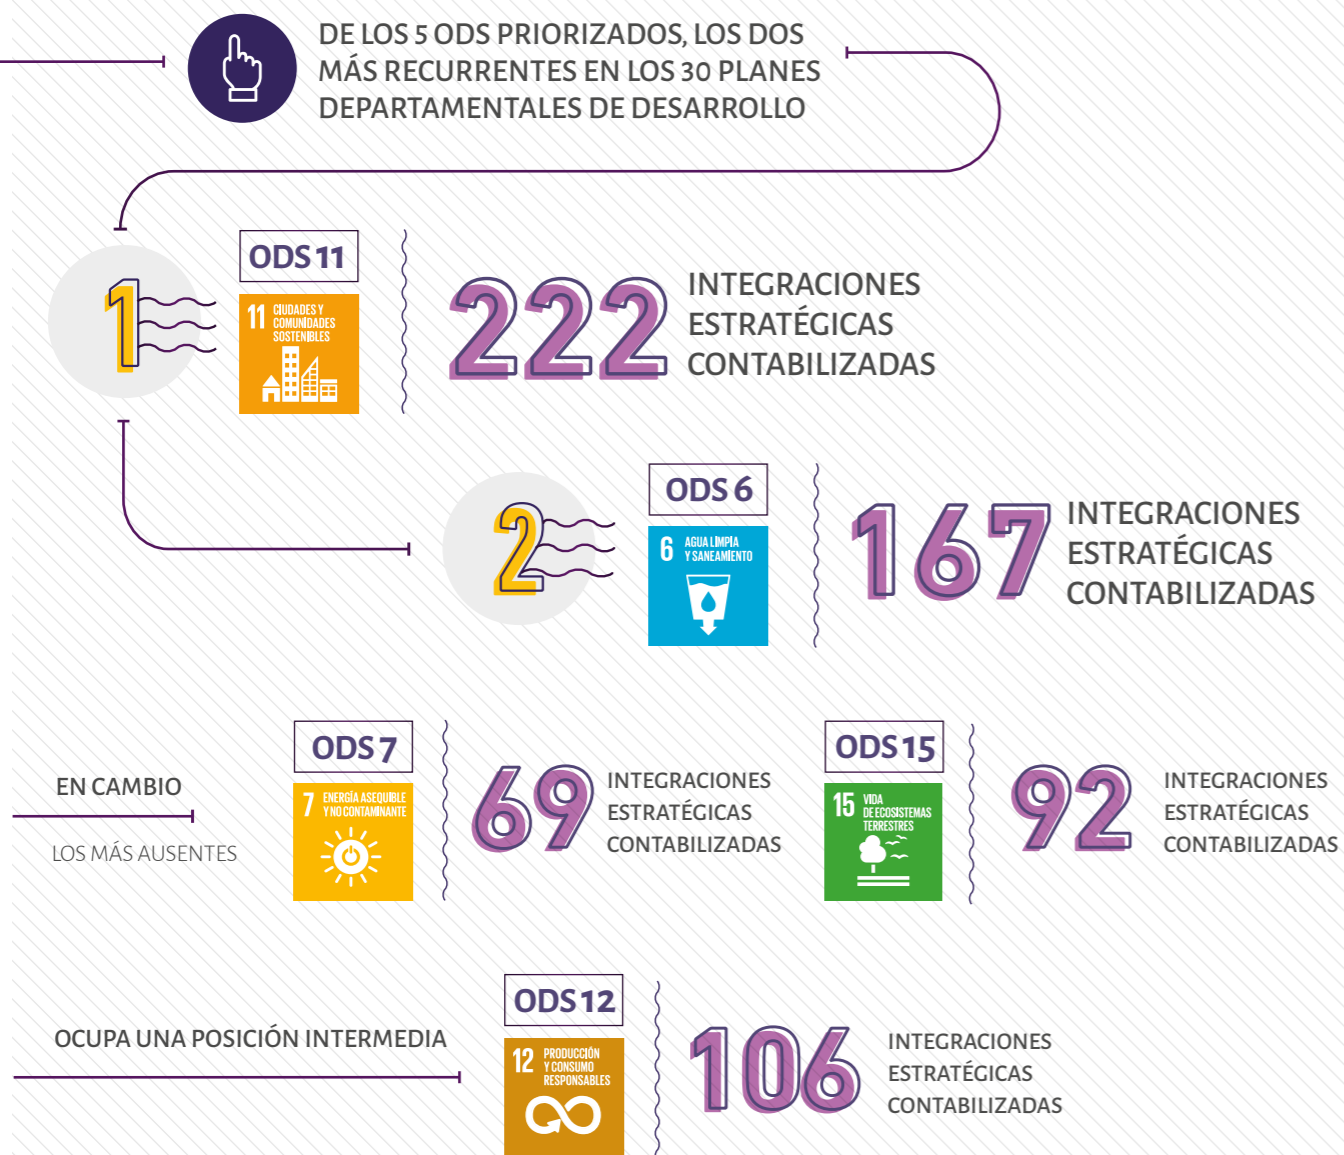 DE LOS 5 ODS PRIORIZADOS, LOS DOS
MÁS RECURRENTES EN LOS 30 PLANES
DEPARTAMENTALES DE DESARROLLO
1
ODS 11
11 CIUDADES Y
COMUNIDADES
SOSTENIBLES
222
INTEGRACIONES
ESTRATÉGICAS
CONTABILIZADAS
2
ODS 6
6 AGUA LIMPIA
Y SANEAMIENTO
167
INTEGRACIONES
ESTRATÉGICAS
CONTABILIZADAS
EN CAMBIO
LOS MÁS AUSENTES
ODS 7
7 ENERGÍA ASEQUIBLE
Y NO CONTAMINANTE
69
INTEGRACIONES
ESTRATÉGICAS
CONTABILIZADAS
ODS 15
15 VIDA
DE ECOSISTEMAS
TERRESTRES
92
INTEGRACIONES
ESTRATÉGICAS
CONTABILIZADAS
OCUPA UNA POSICIÓN INTERMEDIA
ODS 12
12 PRODUCCIÓN
Y CONSUMO
RESPONSABLES
106
INTEGRACIONES
ESTRATÉGICAS
CONTABILIZADAS